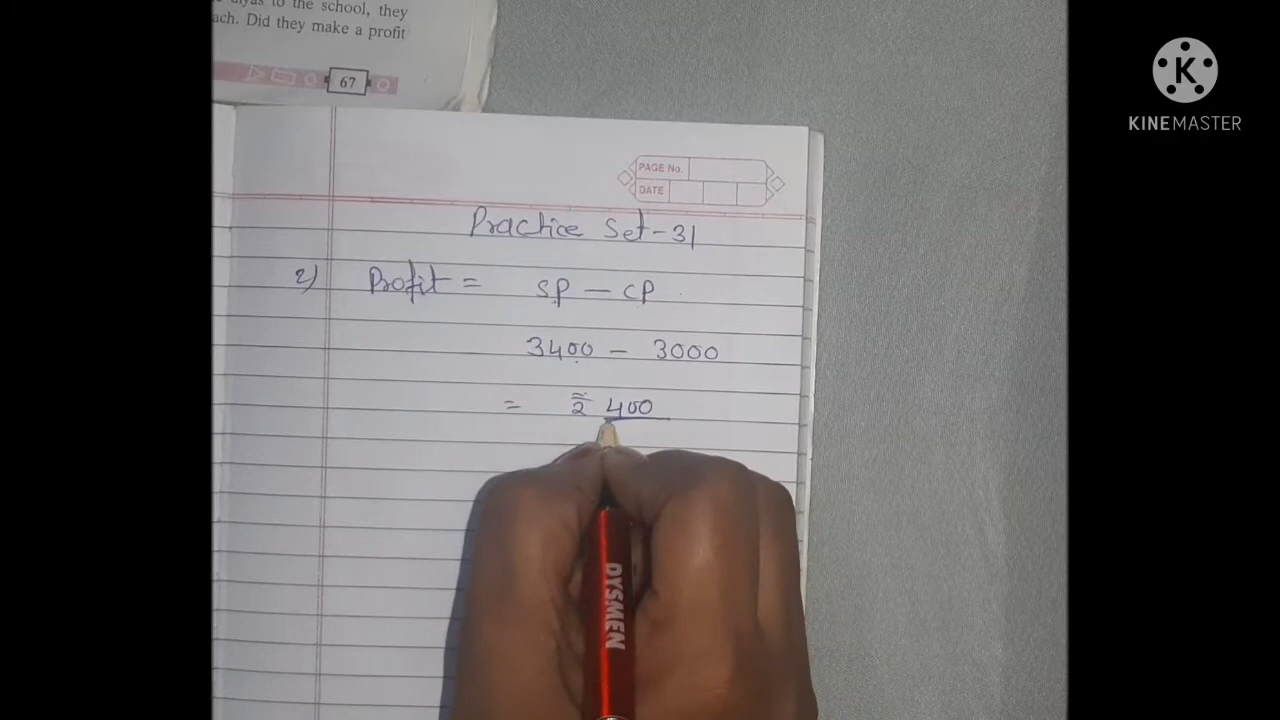 diyas to the school, they
ach. Did they make a profit
67
PAGE No.
DATE
Practice Set-31
2) Profit = SP - CP
3400 - 3000
= ₹ 400
DYSMEN
K
KINEMASTER